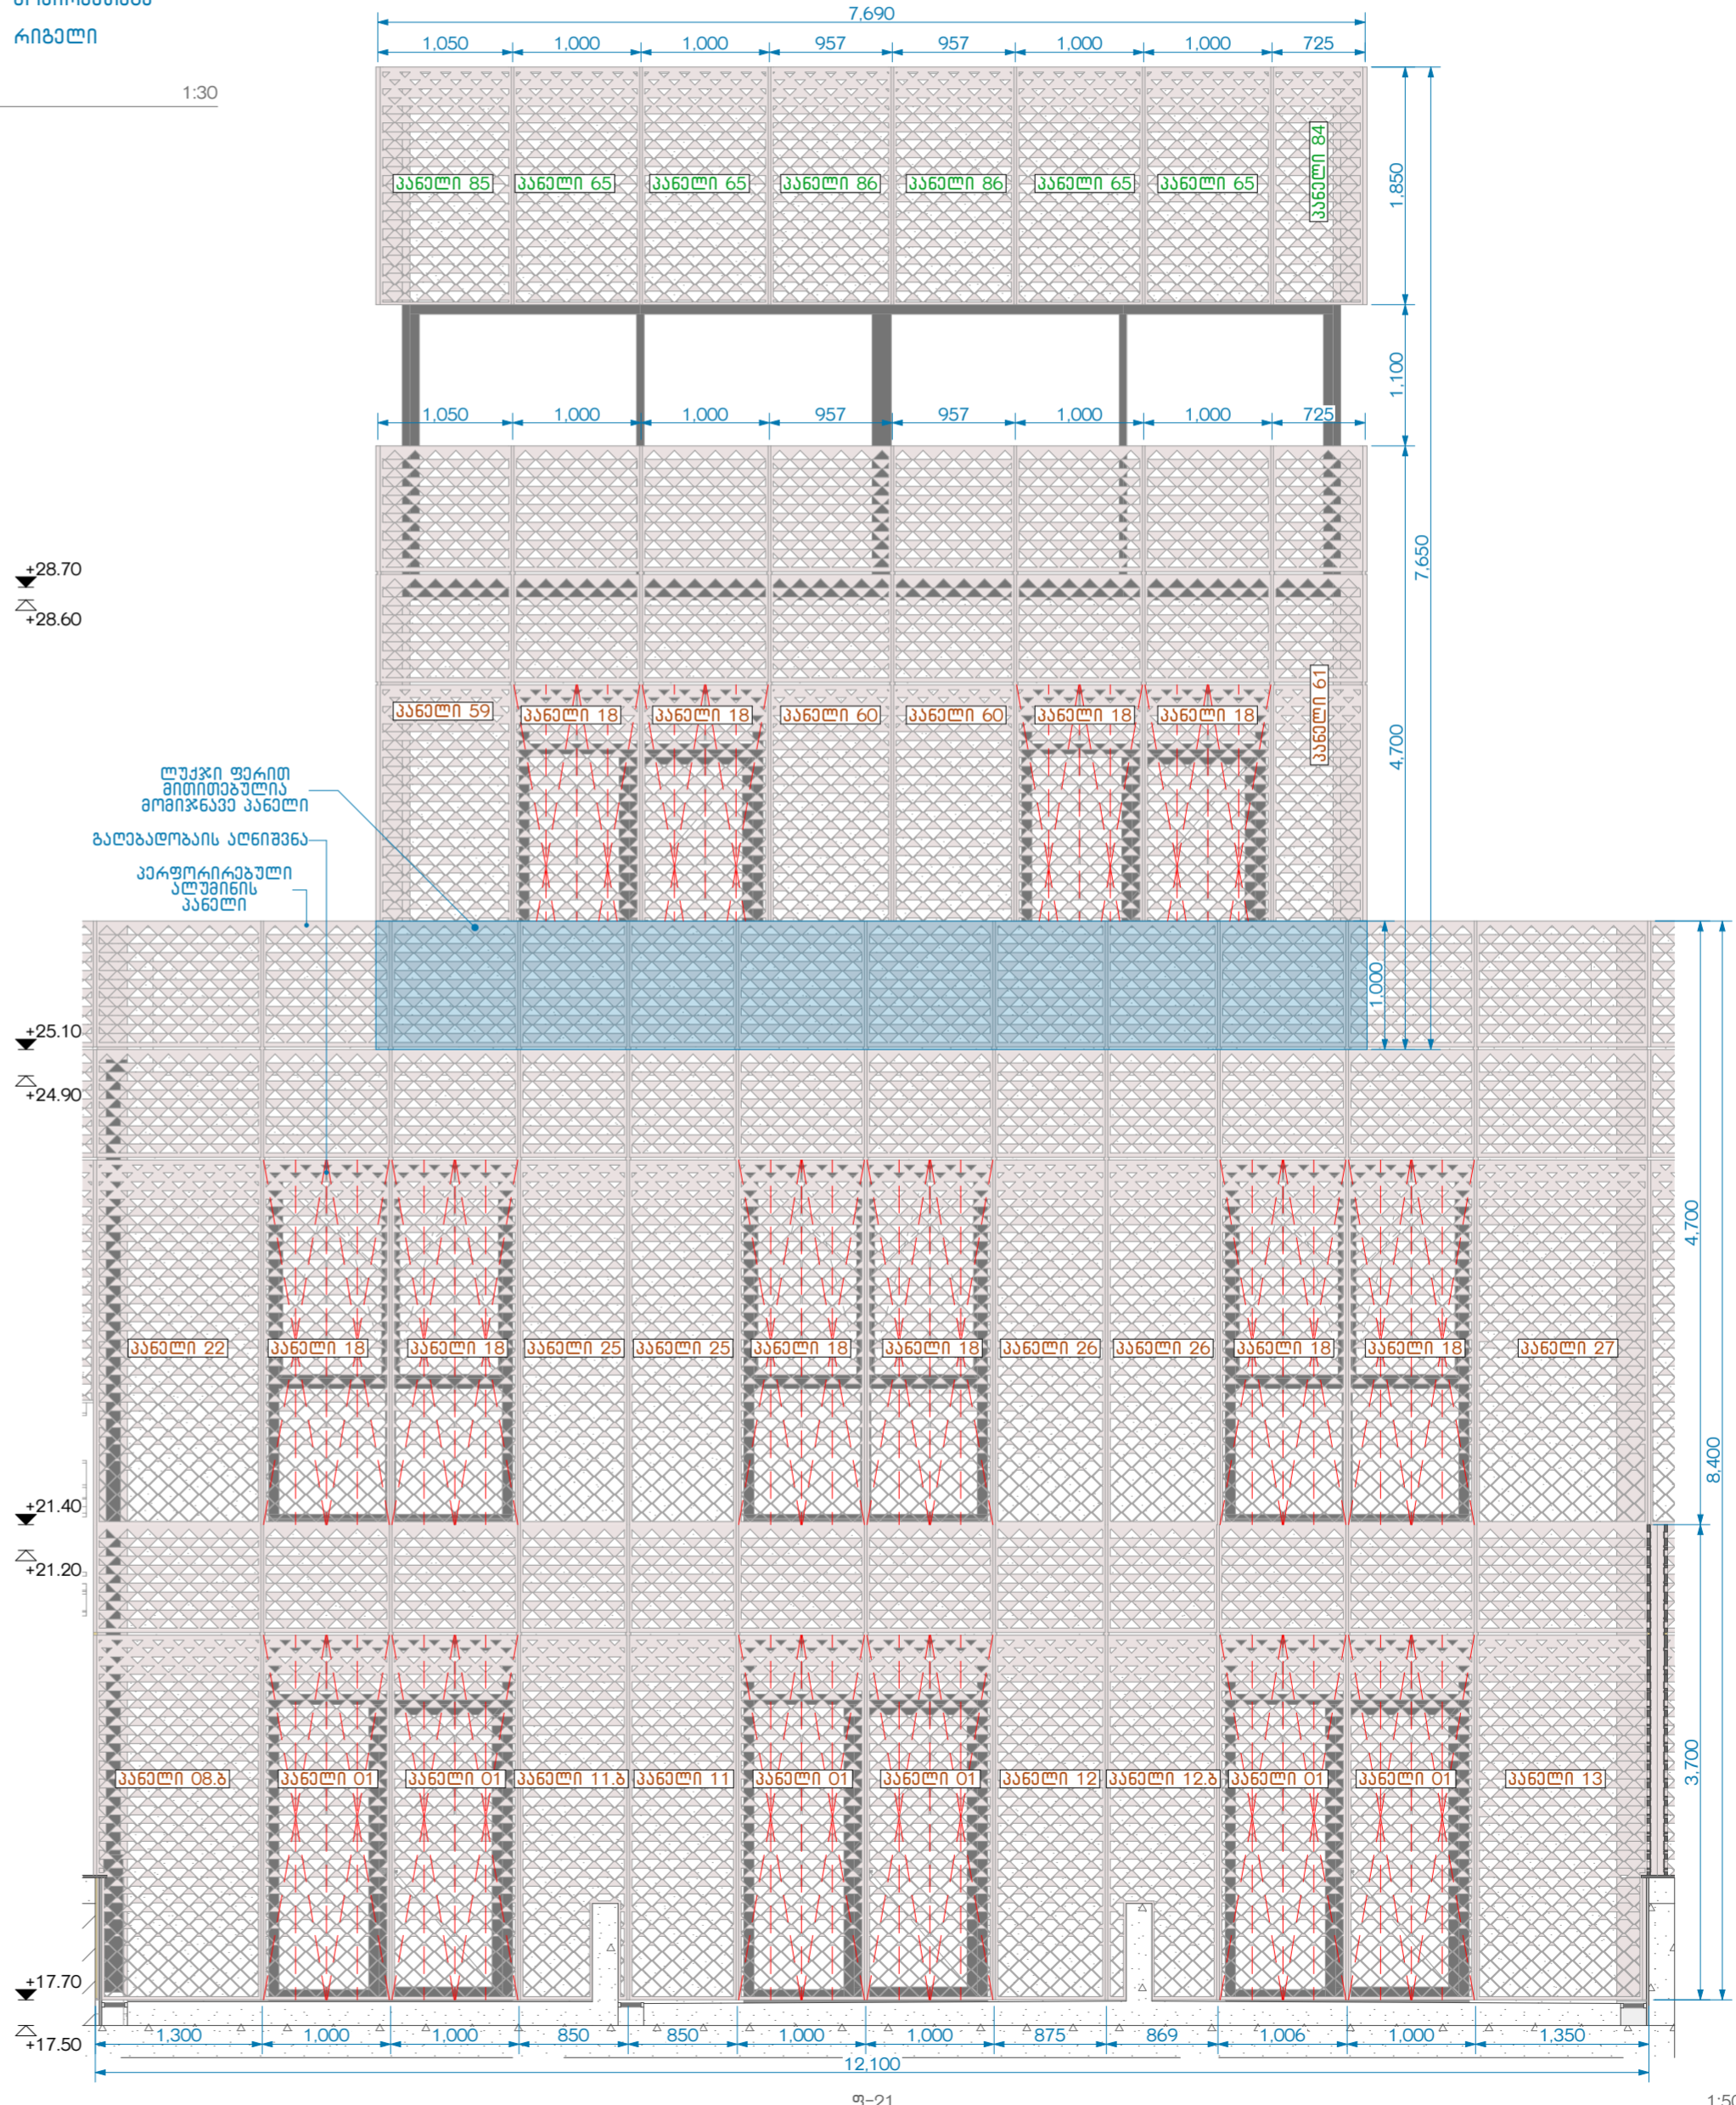 რიგელი
1:30
7,690
1,050 1,000 1,000 957 957 1,000 1,000 725
პანელი 85 პანელი 65 პანელი 65 პანელი 86 პანელი 86 პანელი 65 პანელი 65 პანელი 84
1,850
1,100
1,050 1,000 1,000 957 957 1,000 1,000 725
7,650
4,700
+28.70
+28.60
პანელი 59 პანელი 18 პანელი 18 პანელი 60 პანელი 60 პანელი 18 პანელი 18 პანელი 61
ლუქჯი ფერით
მითითებულია
მომიჯნავე პანელი
გაღებადობაის აღნიშვნა
პერფორირებული
ალუმინის
პანელი
1,000
+25.10
+24.90
4,700
8,400
პანელი 22 პანელი 18 პანელი 18 პანელი 25 პანელი 25 პანელი 18 პანელი 18 პანელი 26 პანელი 26 პანელი 18 პანელი 18 პანელი 27
+21.40
+21.20
3,700
პანელი 08.ბ პანელი 01 პანელი 01 პანელი 11.ბ პანელი 11 პანელი 01 პანელი 01 პანელი 12 პანელი 12.ბ პანელი 01 პანელი 01 პანელი 13
+17.70
+17.50
1,300 1,000 1,000 850 850 1,000 1,000 875 869 1,006 1,000 1,350
12,100
ფ-21
1:50